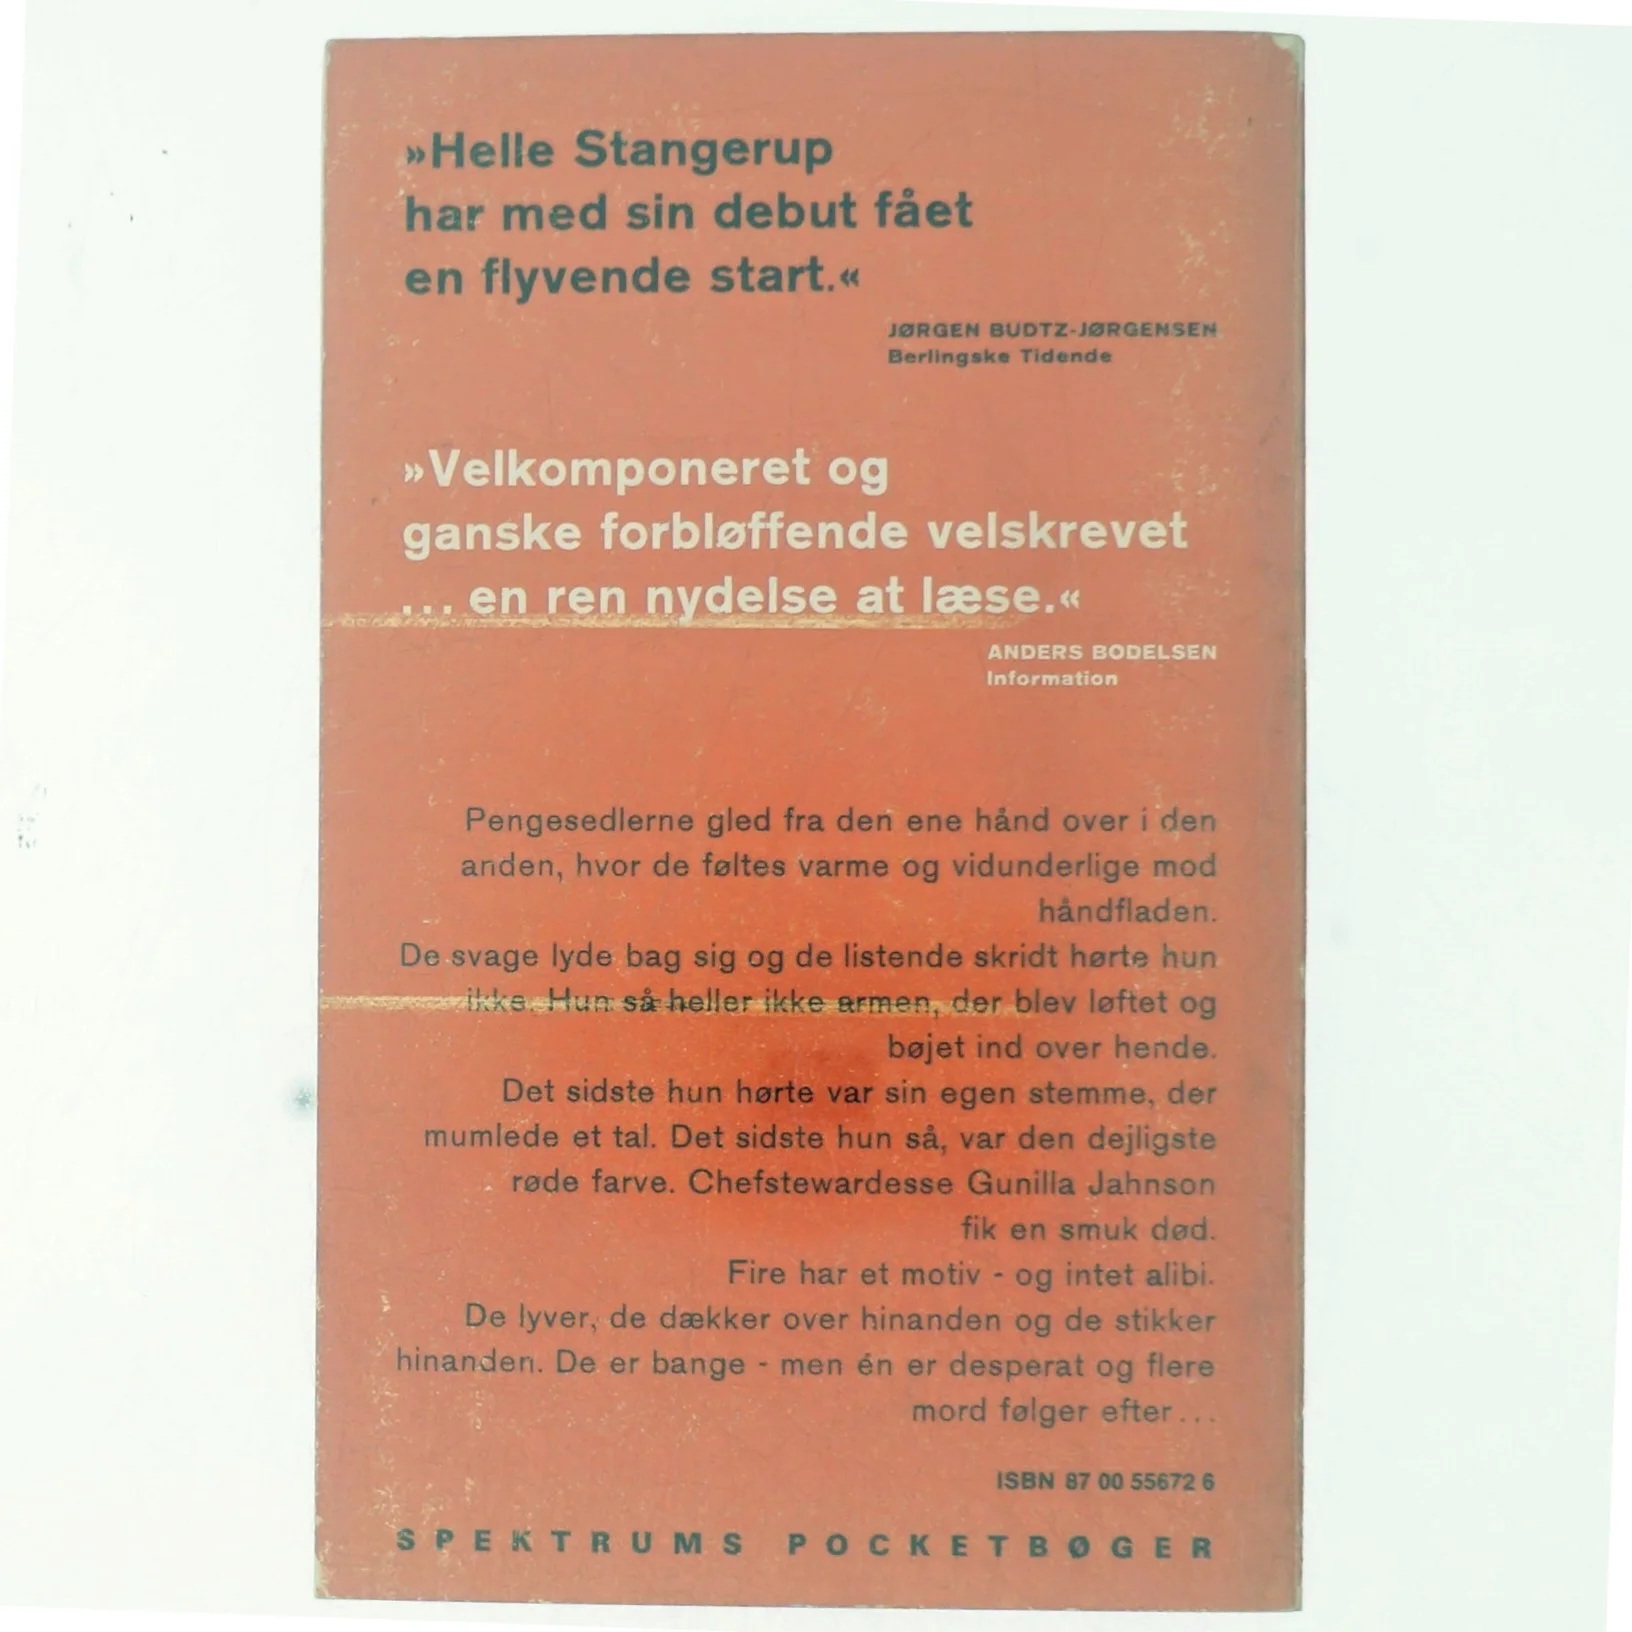 »Helle Stangerup
har med sin debut fået
en flyvende start.«
JØRGEN BUDTZ-JØRGENSEN
Berlingske Tidende
»Velkomponeret og
ganske forbløffende velskrevet
... en ren nydelse at læse.«
ANDERS BODELSEN
Information
Pengesedlerne gled fra den ene hånd over i den
anden, hvor de føltes varme og vidunderlige mod
håndfladen.
De svage lyde bag sig og de listende skridt hørte hun
ikke. Hun så heller ikke armen, der blev løftet og
bøjet ind over hende.
Det sidste hun hørte var sin egen stemme, der
mumlede et tal. Det sidste hun så, var den dejligste
røde farve. Chefstewardesse Gunilla Jahnson
fik en smuk død.
Fire har et motiv - og intet alibi.
De lyver, de dækker over hinanden og de stikker
hinanden. De er bange - men én er desperat og flere
mord følger efter...
ISBN 87 00 55672 6
SPEKTRUMS POCKETBØGER